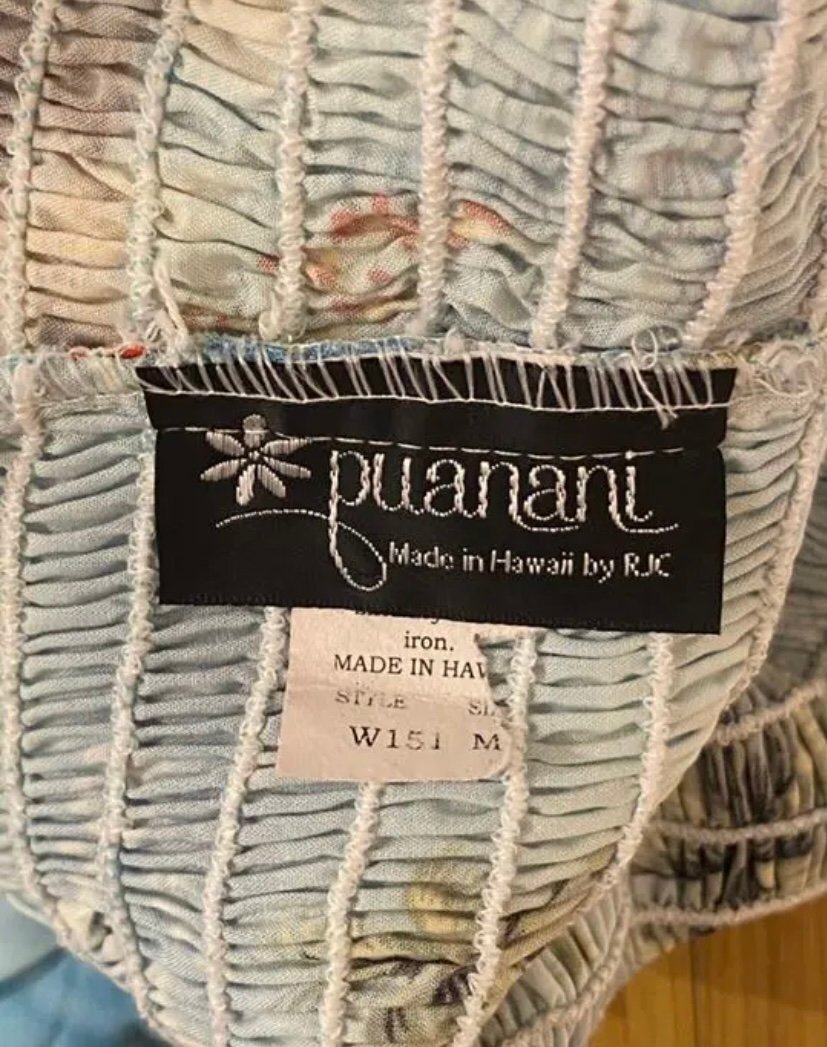 puanani
Made in Hawaii by RJC
iron.
MADE IN HAW
STYLE
W151 M